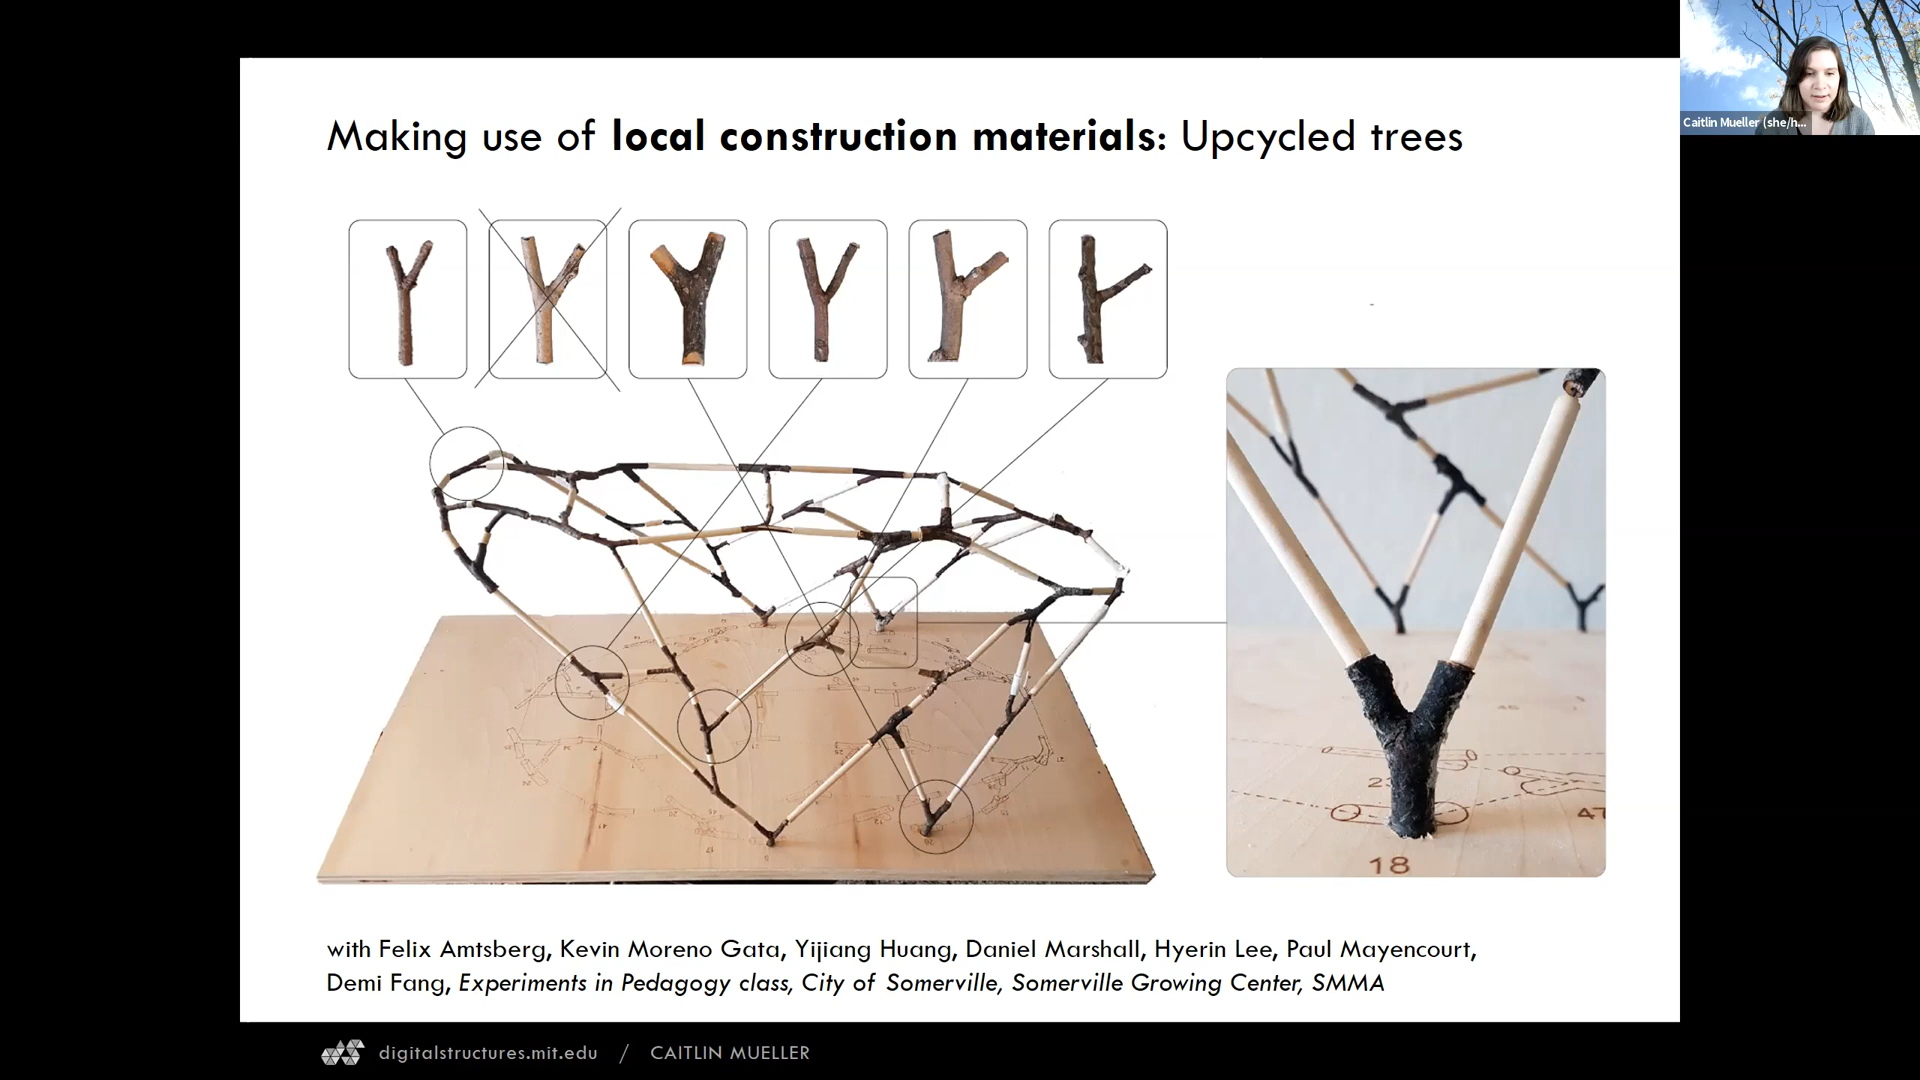 Making use of local construction materials: Upcycled trees
Caitlin Mueller (she/h...
18
47
with Felix Amtsberg, Kevin Moreno Gata, Yijiang Huang, Daniel Marshall, Hyerin Lee, Paul Mayencourt,
Demi Fang, Experiments in Pedagogy class, City of Somerville, Somerville Growing Center, SMMA
digitalstructures.mit.edu / CAITLIN MUELLER